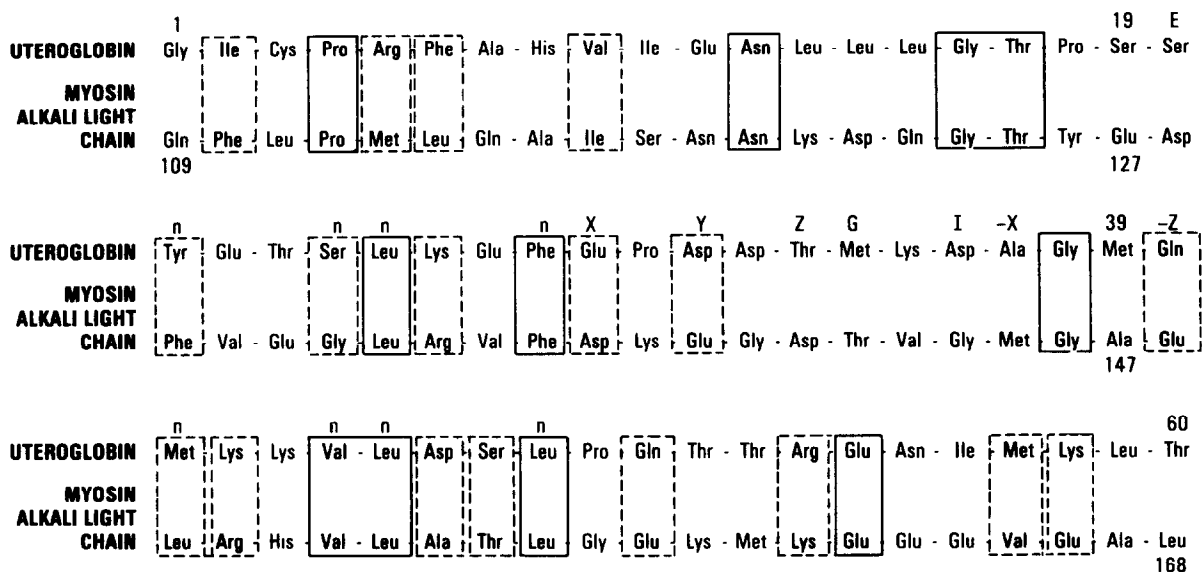 1 19 E
UTEROGLOBIN Gly - Ile - Cys - Pro - Arg - Phe - Ala - His - Val - Ile - Glu - Asn - Leu - Leu - Leu - Gly - Thr - Pro - Ser - Ser
MYOSIN
ALKALI LIGHT
CHAIN Gln - Phe - Leu - Pro - Met - Leu - Gln - Ala - Ile - Ser - Asn - Asn - Lys - Asp - Gln - Gly - Thr - Tyr - Glu - Asp
109 127
n n n n X Y Z G I -X 39 -Z
UTEROGLOBIN Tyr - Glu - Thr - Ser - Leu - Lys - Glu - Phe - Glu - Pro - Asp - Asp - Thr - Met - Lys - Asp - Ala - Gly - Met - Gln
MYOSIN
ALKALI LIGHT
CHAIN Phe - Val - Glu - Gly - Leu - Arg - Val - Phe - Asp - Lys - Glu - Gly - Asp - Thr - Val - Gly - Met - Gly - Ala - Glu
147
n n n n 60
UTEROGLOBIN Met - Lys - Lys - Val - Leu - Asp - Ser - Leu - Pro - Gln - Thr - Thr - Arg - Glu - Asn - Ile - Met - Lys - Leu - Thr
MYOSIN
ALKALI LIGHT
CHAIN Leu - Arg - His - Val - Leu - Ala - Thr - Leu - Gly - Glu - Lys - Met - Lys - Glu - Glu - Glu - Val - Glu - Ala - Leu
168